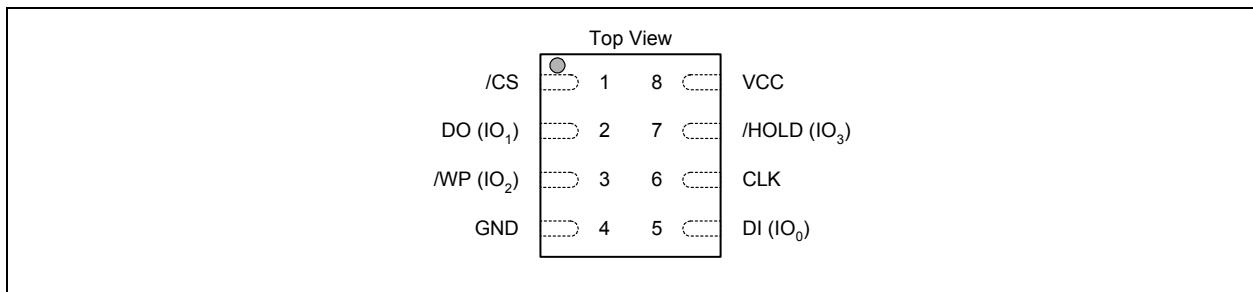 Top View
/CS 1 8 VCC
DO (IO₁) 2 7 /HOLD (IO₃)
/WP (IO₂) 3 6 CLK
GND 4 5 DI (IO₀)